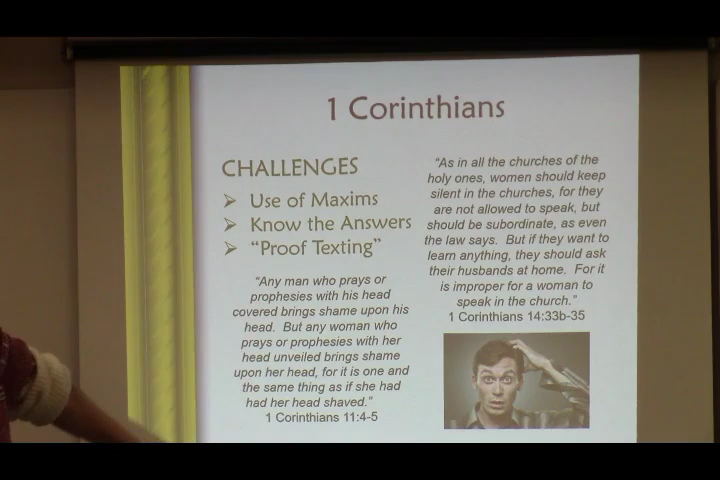 1 Corinthians
CHALLENGES
Use of Maxims
Know the Answers
"Proof Texting"
"Any man who prays or
prophesies with his head
covered brings shame upon his
head. But any woman who
prays or prophesies with her
head unveiled brings shame
upon her head, for it is one and
the same thing as if she had
had her head shaved."
1 Corinthians 11:4-5
"As in all the churches of the
holy ones, women should keep
silent in the churches, for they
are not allowed to speak, but
should be subordinate, as even
the law says. But if they want to
learn anything, they should ask
their husbands at home. For it
is improper for a woman to
speak in the church."
1 Corinthians 14:33b-35